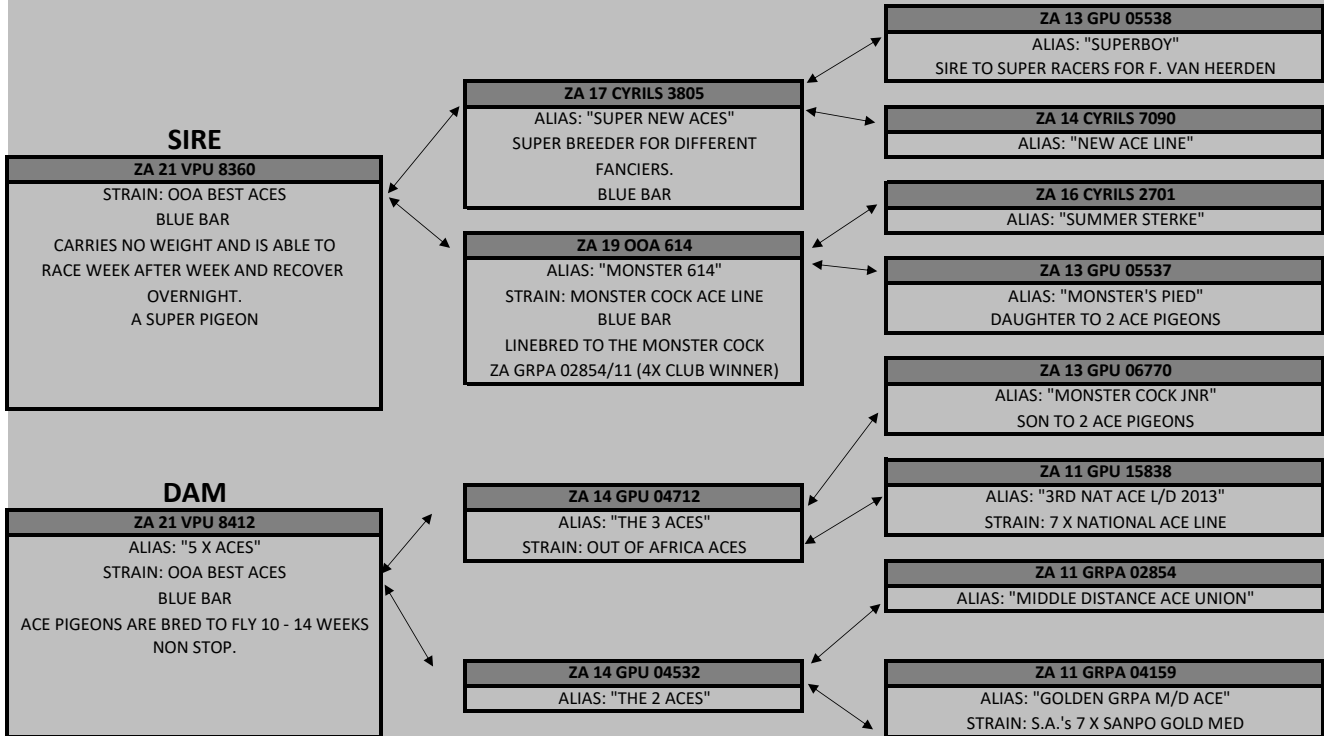 SIRE
ZA 21 VPU 8360
STRAIN: OOA BEST ACES
BLUE BAR
CARRIES NO WEIGHT AND IS ABLE TO
RACE WEEK AFTER WEEK AND RECOVER
OVERNIGHT.
A SUPER PIGEON
DAM
ZA 21 VPU 8412
ALIAS: "5 X ACES"
STRAIN: OOA BEST ACES
BLUE BAR
ACE PIGEONS ARE BRED TO FLY 10 - 14 WEEKS
NON STOP.
ZA 17 CYRILS 3805
ALIAS: "SUPER NEW ACES"
SUPER BREEDER FOR DIFFERENT
FANCIERS.
BLUE BAR
ZA 19 OOA 614
ALIAS: "MONSTER 614"
STRAIN: MONSTER COCK ACE LINE
BLUE BAR
LINEBRED TO THE MONSTER COCK
ZA GRPA 02854/11 (4X CLUB WINNER)
ZA 14 GPU 04712
ALIAS: "THE 3 ACES"
STRAIN: OUT OF AFRICA ACES
ZA 14 GPU 04532
ALIAS: "THE 2 ACES"
ZA 13 GPU 05538
ALIAS: "SUPERBOY"
SIRE TO SUPER RACERS FOR F. VAN HEERDEN
ZA 14 CYRILS 7090
ALIAS: "NEW ACE LINE"
ZA 16 CYRILS 2701
ALIAS: "SUMMER STERKE"
ZA 13 GPU 05537
ALIAS: "MONSTER'S PIED"
DAUGHTER TO 2 ACE PIGEONS
ZA 13 GPU 06770
ALIAS: "MONSTER COCK JNR"
SON TO 2 ACE PIGEONS
ZA 11 GPU 15838
ALIAS: "3RD NAT ACE L/D 2013"
STRAIN: 7 X NATIONAL ACE LINE
ZA 11 GRPA 02854
ALIAS: "MIDDLE DISTANCE ACE UNION"
ZA 11 GRPA 04159
ALIAS: "GOLDEN GRPA M/D ACE"
STRAIN: S.A.'s 7 X SANPO GOLD MED